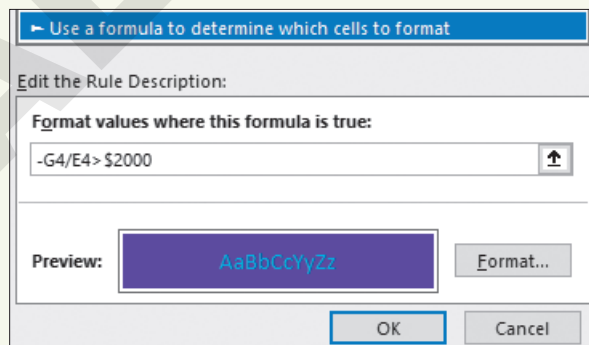 ► Use a formula to determine which cells to format
Edit the Rule Description:
Format values where this formula is true:
-G4/E4>$2000
Preview:
AaBbCcYyZz
Format...
OK
Cancel